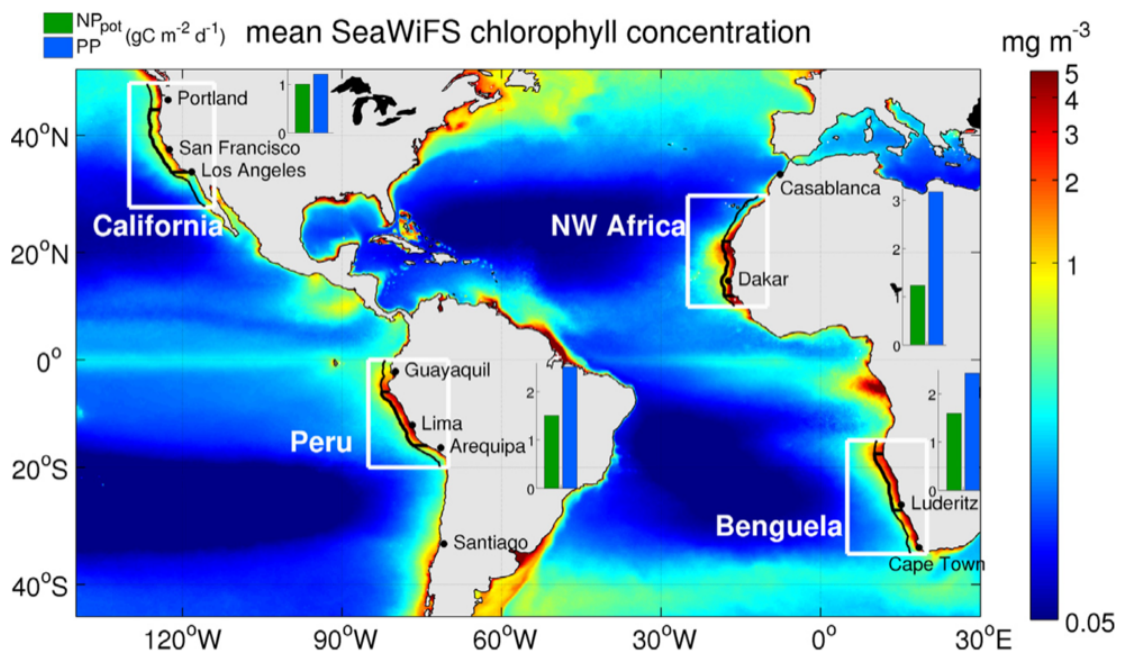 NPpot (gC m-2 d-1)
PP
mean SeaWiFS chlorophyll concentration
mg m-3
5
4
3
2
1
0.05
40°N
20°N
0°
20°S
40°S
120°W
90°W
60°W
30°W
0°
30°E
Portland
San Francisco
Los Angeles
California
1
0
Casablanca
NW Africa
Dakar
3
2
1
0
Guayaquil
Lima
Arequipa
Peru
Santiago
2
1
0
Luderitz
Benguela
Cape Town
2
1
0